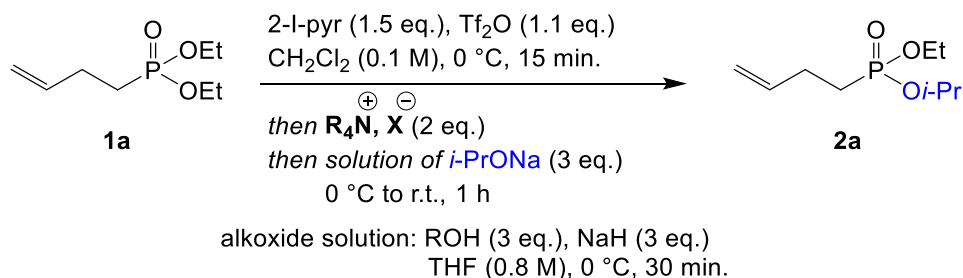 2-I-pyr (1.5 eq.), Tf₂O (1.1 eq.)
CH₂Cl₂ (0.1 M), 0 °C, 15 min.
then R₄N⊕, X⊖ (2 eq.)
then solution of i-PrONa (3 eq.)
0 °C to r.t., 1 h
O
P
OEt
OEt
1a
O
P
OEt
Oi-Pr
2a
alkoxide solution: ROH (3 eq.), NaH (3 eq.)
THF (0.8 M), 0 °C, 30 min.